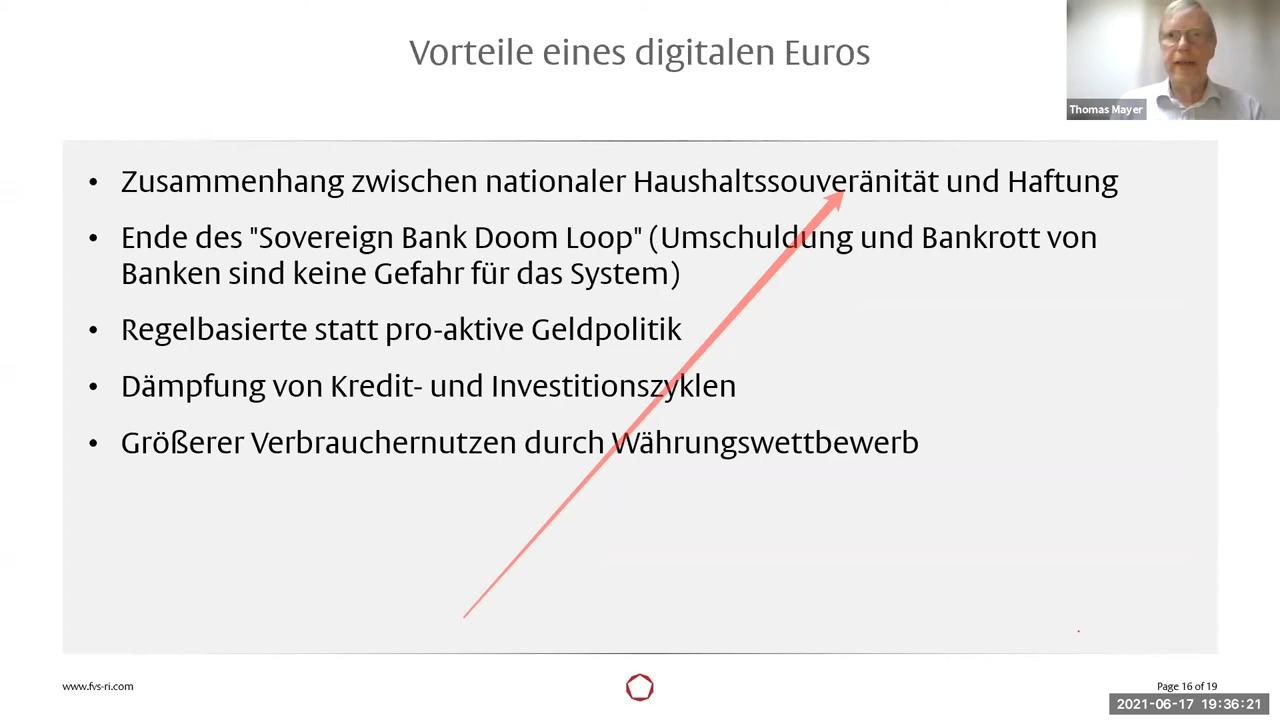 Vorteile eines digitalen Euros
Thomas Mayer
• Zusammenhang zwischen nationaler Haushaltssouveränität und Haftung
• Ende des "Sovereign Bank Doom Loop" (Umschuldung und Bankrott von
Banken sind keine Gefahr für das System)
• Regelbasierte statt pro-aktive Geldpolitik
• Dämpfung von Kredit- und Investitionszyklen
• Größerer Verbrauchernutzen durch Währungswettbewerb
www.fvs-ri.com
Page 16 of 19
2021-06-17 19:36:21